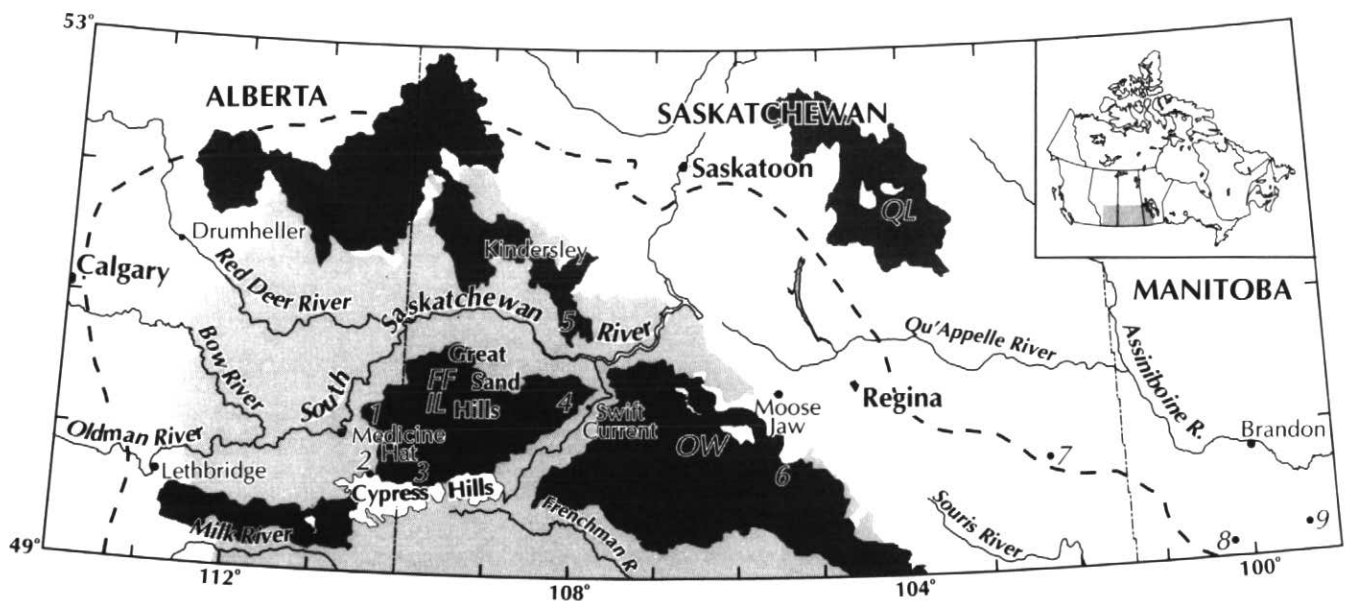 53°
ALBERTA
SASKATCHEWAN
Saskatoon
QL
Drumheller
Kindersley
Calgary
Red Deer River
Saskatchewan
River
MANITOBA
5
Qu'Appelle River
Assiniboine R.
Bow River
South
Great
Sand
Hills
FF
IL
1
4
Regina
Moose
Jaw
Swift
Current
OW
Brandon
Oldman River
Medicine
Hat
2
3
6
7
Lethbridge
Cypress Hills
Milk River
Frenchman R
Souris River
8
9
49°
112°
108°
104°
100°